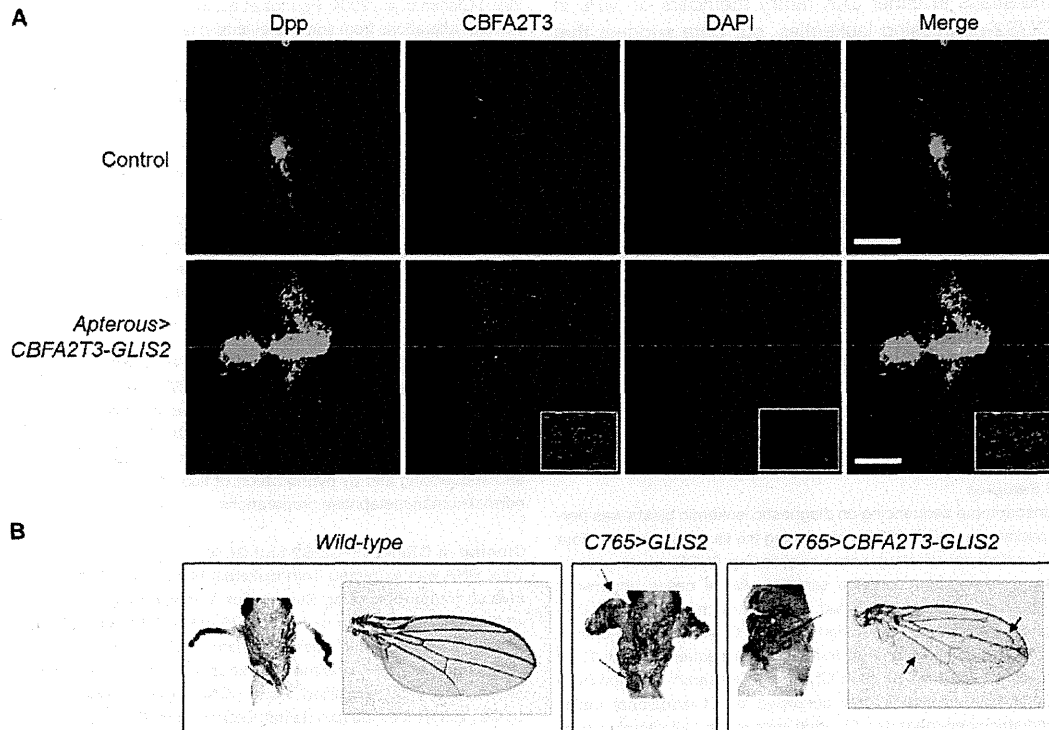 A
Dpp CBFA2T3 DAPI Merge
Control
Apterous>
CBFA2T3-GLIS2
B
Wild-type C765>GLIS2 C765>CBFA2T3-GLIS2